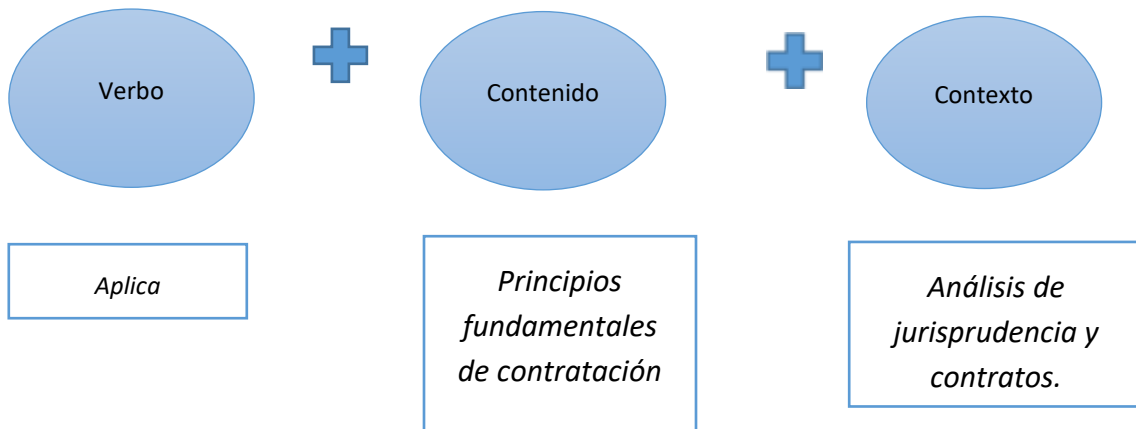 Verbo
Contenido
Contexto
Aplica
Principios
fundamentales
de contratación
Análisis de
jurisprudencia y
contratos.